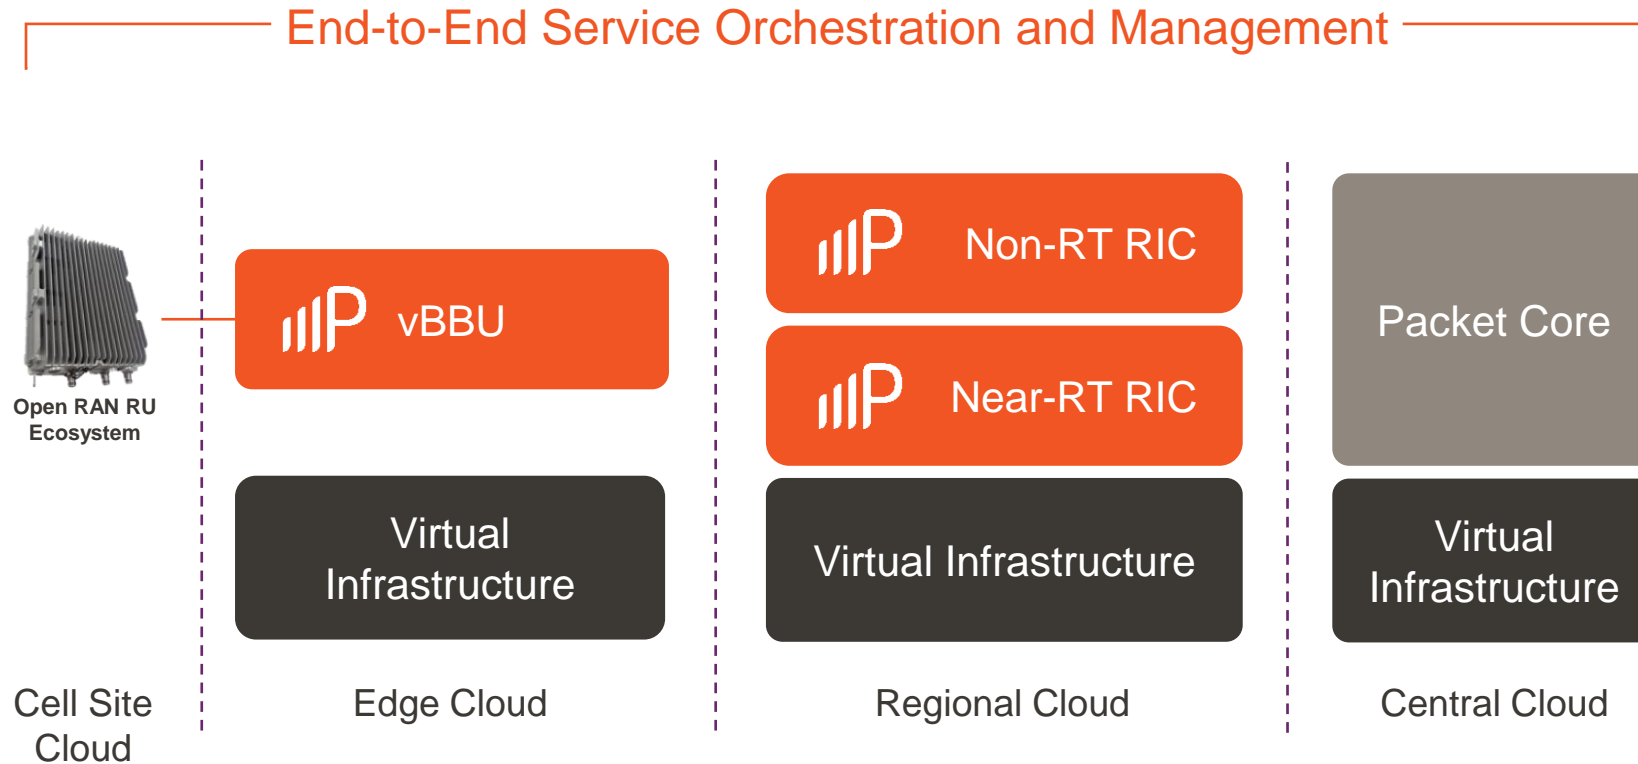 End-to-End Service Orchestration and Management
Open RAN RU
Ecosystem
P vBBU
P Non-RT RIC
P Near-RT RIC
Packet Core
Virtual
Infrastructure
Virtual Infrastructure
Virtual
Infrastructure
Cell Site
Cloud
Edge Cloud
Regional Cloud
Central Cloud